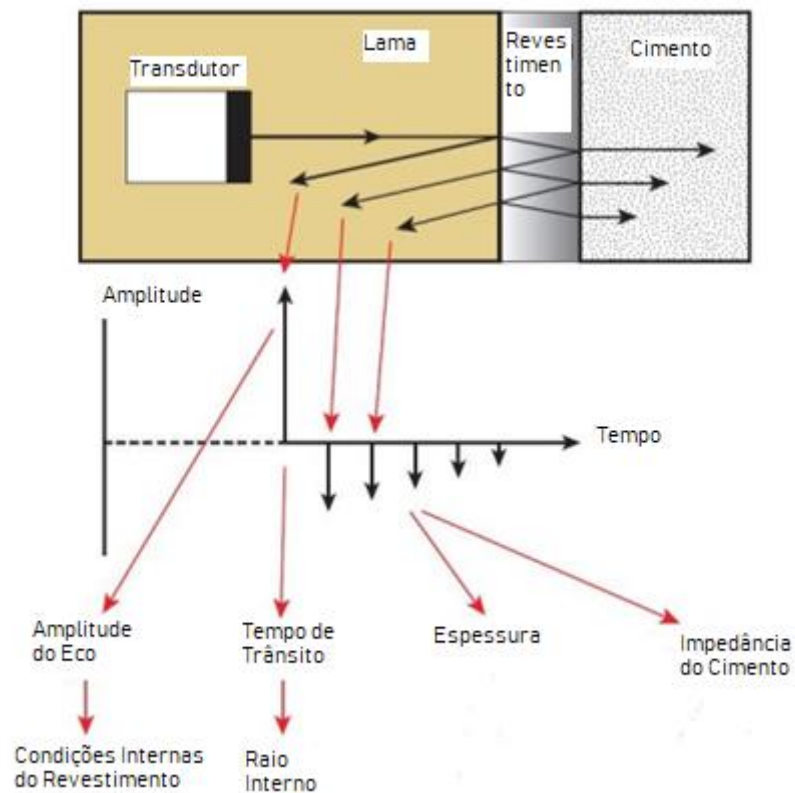 Transdutor
Lama
Reves
timen
to
Cimento
Amplitude
Tempo
Amplitude
do Eco
Tempo de
Trânsito
Espessura
Impedância
do Cimento
Condições Internas
do Revestimento
Raio
Interno